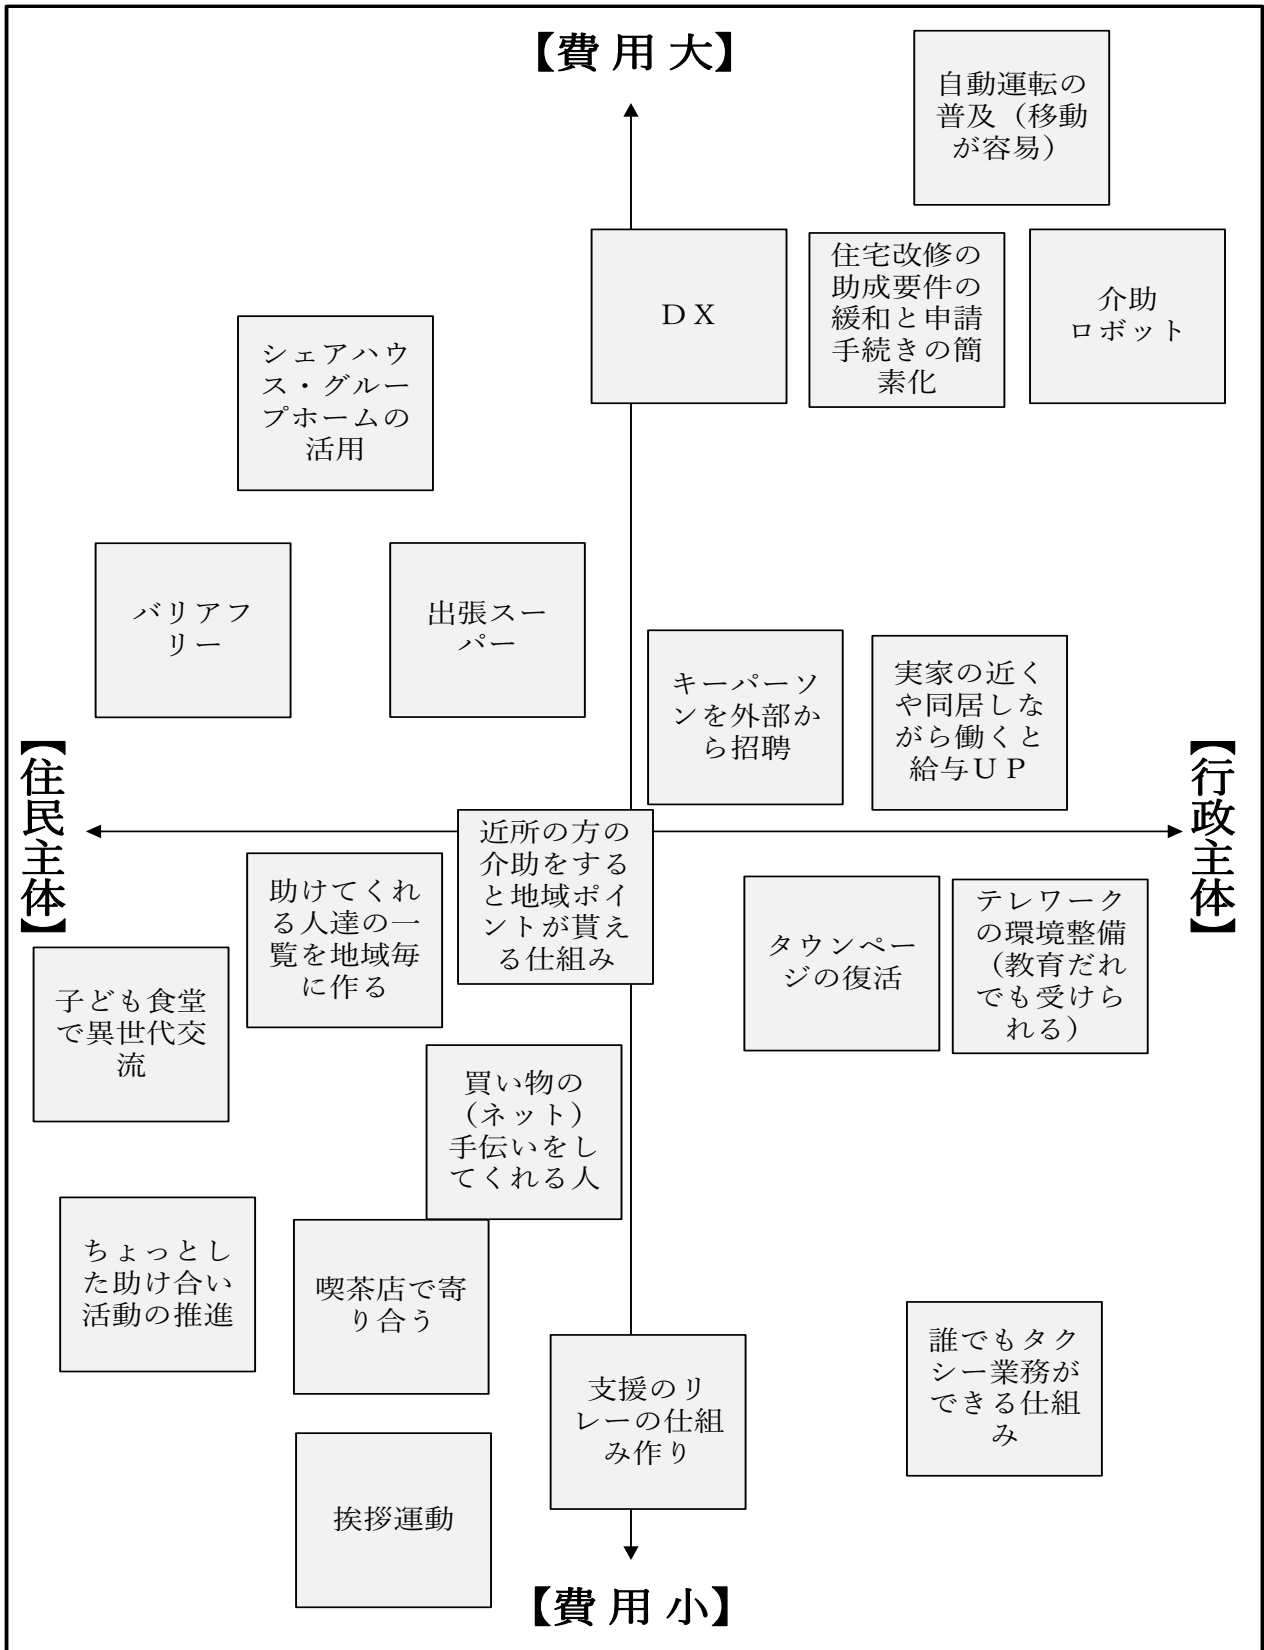 【費用大】
自動運転の
普及（移動
が容易）
ＤＸ
住宅改修の
助成要件の
緩和と申請
手続きの簡
素化
介助
ロボット
シェアハウ
ス・グルー
プホームの
活用
バリアフ
リー
出張スー
パー
キーパーソ
ンを外部か
ら招聘
実家の近く
や同居しな
がら働くと
給与ＵＰ
【住民主体】
【行政主体】
近所の方の
介助をする
と地域ポイ
ントが貰え
る仕組み
助けてくれ
る人達の一
覧を地域毎
に作る
タウンペー
ジの復活
テレワーク
の環境整備
（教育だれ
でも受けら
れる）
子ども食堂
で異世代交
流
買い物の
（ネット）
手伝いをし
てくれる人
ちょっとし
た助け合い
活動の推進
喫茶店で寄
り合う
支援のリ
レーの仕組
み作り
誰でもタク
シー業務が
できる仕組
み
挨拶運動
【費用小】